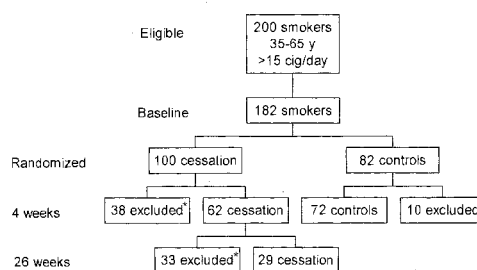 Eligible
200 smokers
35-65 y
>15 cig/day
Baseline
182 smokers
Randomized
100 cessation
82 controls
4 weeks
38 excluded*
62 cessation
72 controls
10 excluded
26 weeks
33 excluded*
29 cessation